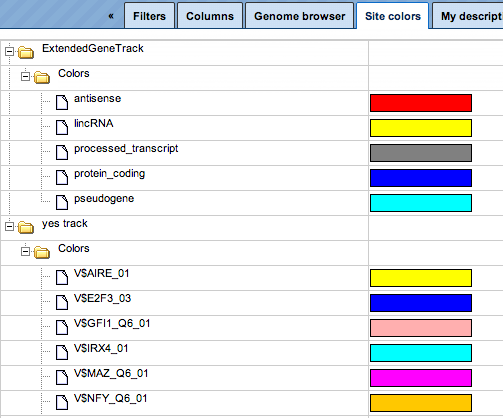 « Filters Columns Genome browser Site colors My descript
ExtendedGeneTrack
Colors
antisense
lincRNA
processed_transcript
protein_coding
pseudogene
yes track
Colors
V$AIRE_01
V$E2F3_03
V$GFI1_Q6_01
V$IRX4_01
V$MAZ_Q6_01
V$NFY_Q6_01